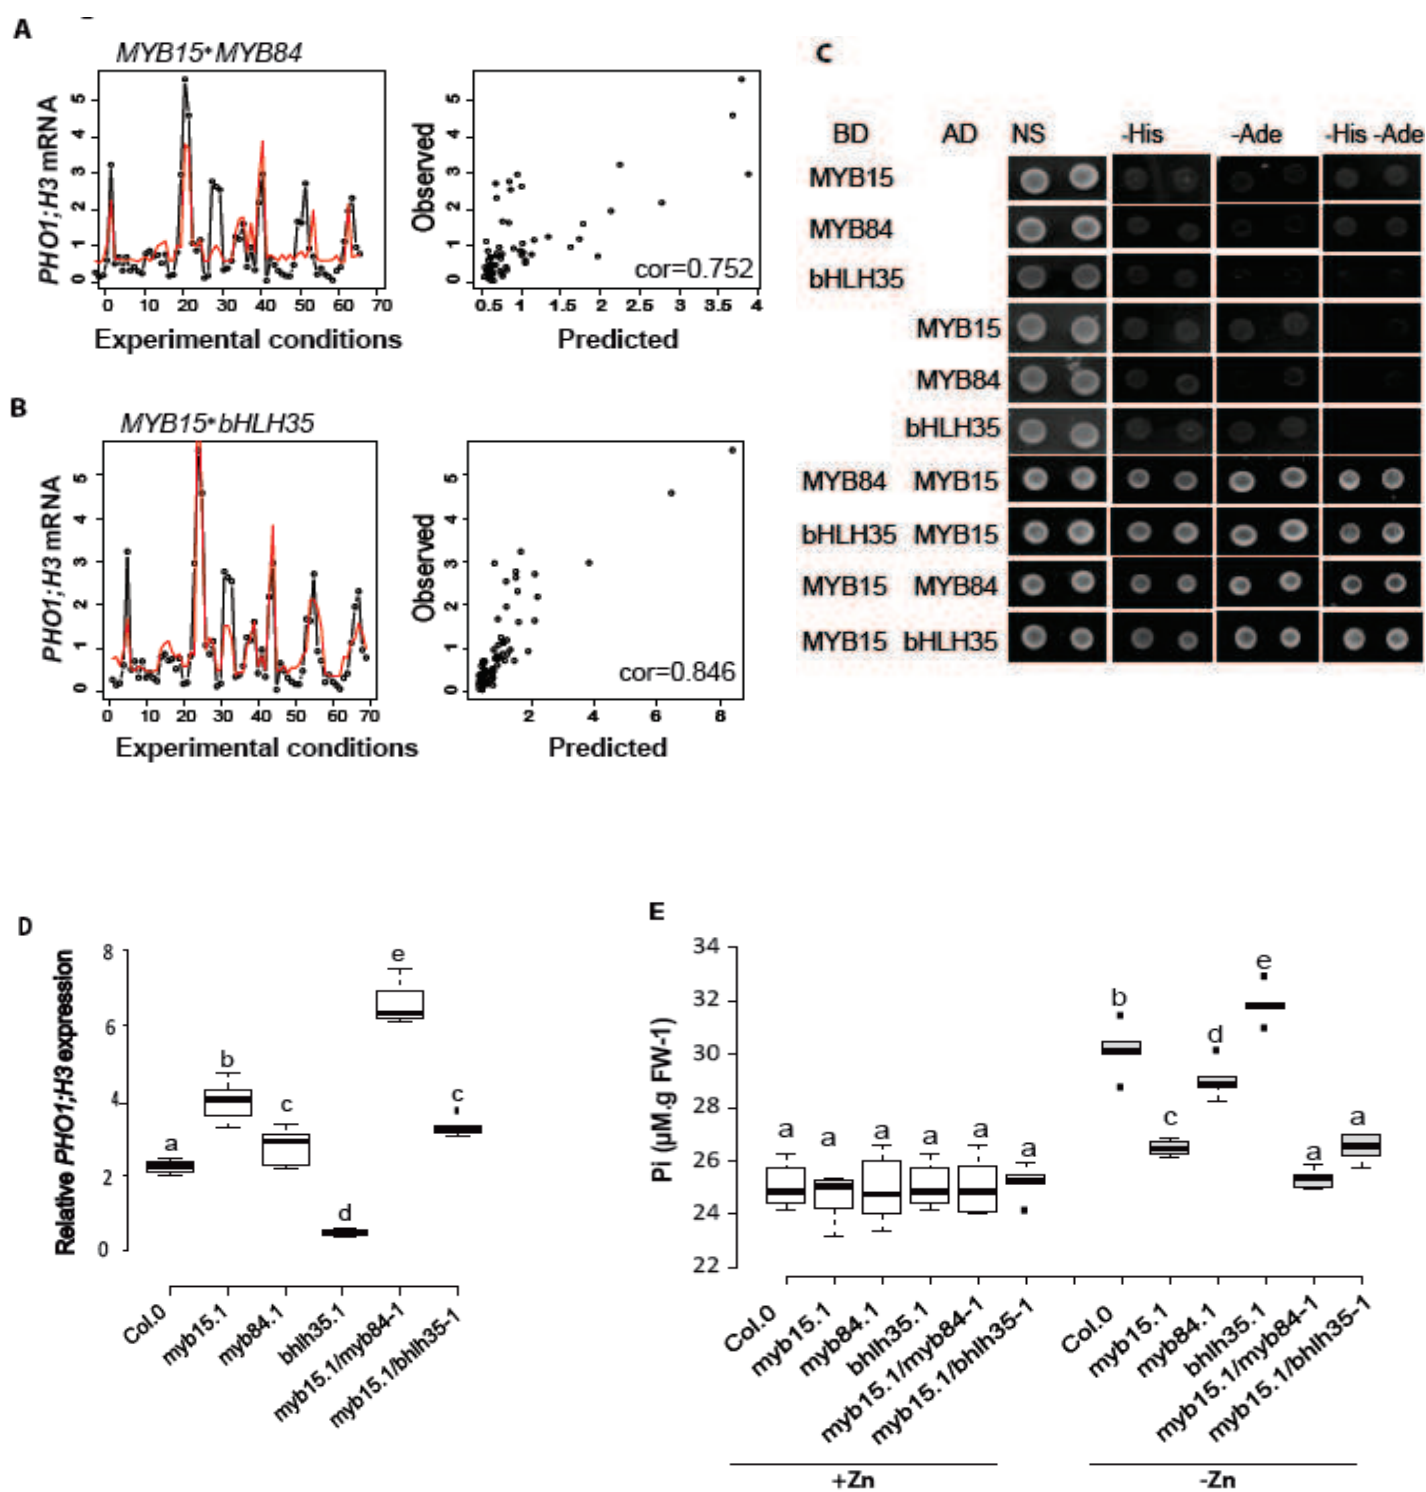 A
MYB15*MYB84
PHO1;H3 mRNA
0 1 2 3 4 5
0 10 20 30 40 50 60 70
Experimental conditions
Observed
0 1 2 3 4 5
cor=0.752
0.5 1 1.5 2 2.5 3 3.5 4
Predicted
B
MYB15*bHLH35
PHO1;H3 mRNA
0 1 2 3 4 5
0 10 20 30 40 50 60 70
Experimental conditions
Observed
0 1 2 3 4 5
cor=0.846
2 4 6 8
Predicted
C
BD AD NS -His -Ade -His -Ade
MYB15
MYB84
bHLH35
MYB15
MYB84
bHLH35
MYB84 MYB15
bHLH35 MYB15
MYB15 MYB84
MYB15 bHLH35
D
Relative PHO1;H3 expression
8
6
4
2
0
a b c d e c
Col.0
myb15.1
myb84.1
bhlh35.1
myb15.1/myb84-1
myb15.1/bhlh35-1
E
Pi (µM.g FW-1)
34
32
30
28
26
24
22
a a a a a a b c d e a a
Col.0
myb15.1
myb84.1
bhlh35.1
myb15.1/myb84-1
myb15.1/bhlh35-1
Col.0
myb15.1
myb84.1
bhlh35.1
myb15.1/myb84-1
myb15.1/bhlh35-1
+Zn
-Zn